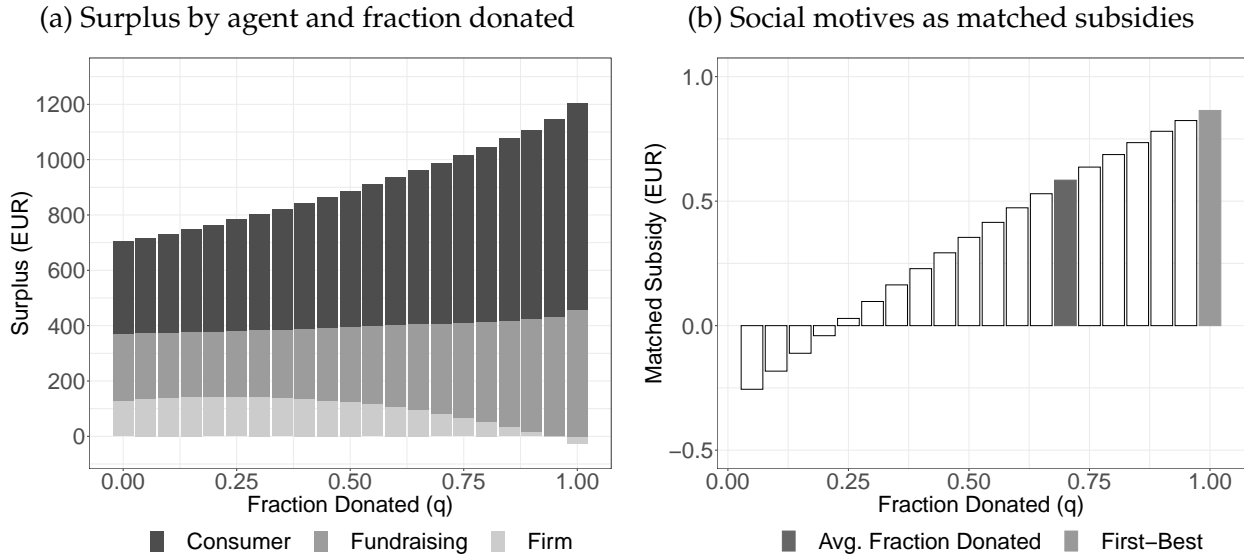 (a) Surplus by agent and fraction donated
1200
1000
800
600
400
200
0
Surplus (EUR)
0.00 0.25 0.50 0.75 1.00
Fraction Donated (q)
Consumer Fundraising Firm
(b) Social motives as matched subsidies
1.0
0.5
0.0
−0.5
Matched Subsidy (EUR)
0.00 0.25 0.50 0.75 1.00
Fraction Donated (q)
Avg. Fraction Donated First−Best